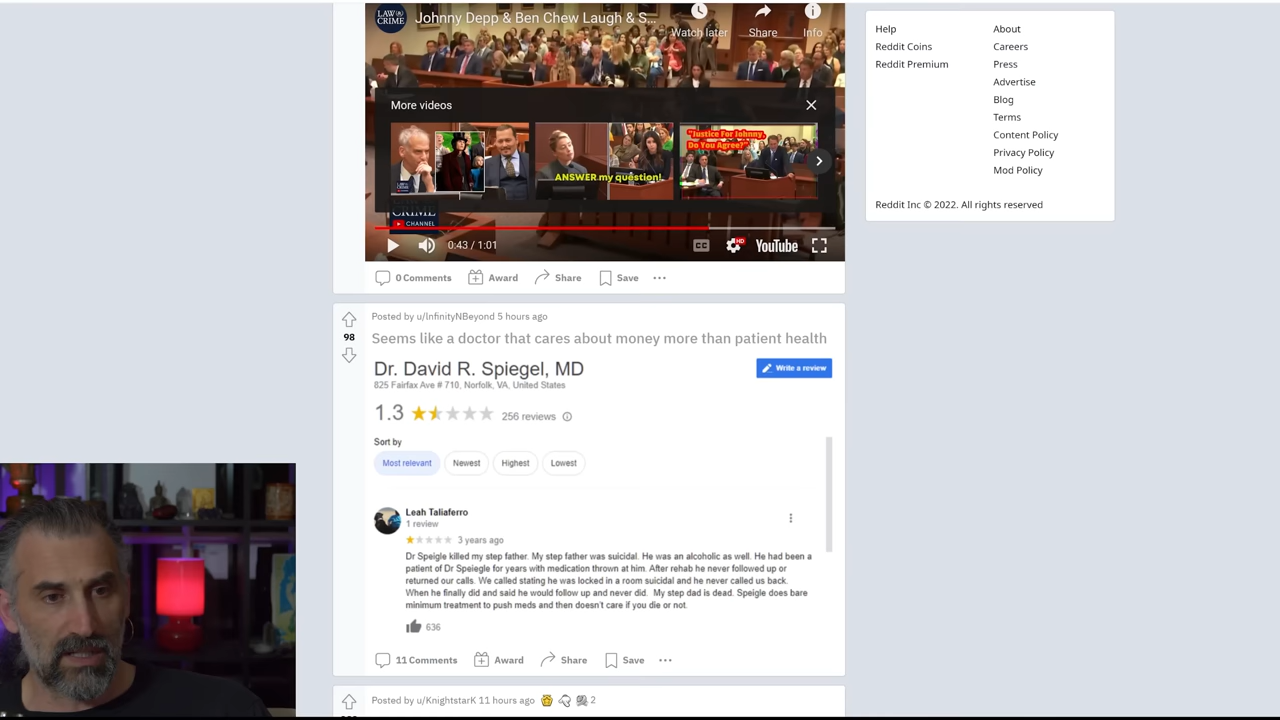 LAW&CRIME
Johnny Depp & Ben Chew Laugh & S...
Watch later
Share
Info
More videos
ANSWER my question!
"Justice For Johnny,
Do You Agree?"
CRIME
CHANNEL
0:43 / 1:01
CC
HD
YouTube
0 Comments
Award
Share
Save
Posted by u/lnfinityNBeyond 5 hours ago
98
Seems like a doctor that cares about money more than patient health
Dr. David R. Spiegel, MD
825 Fairfax Ave # 710, Norfolk, VA, United States
Write a review
1.3
256 reviews
Sort by
Most relevant
Newest
Highest
Lowest
Leah Taliaferro
1 review
3 years ago
Dr Speigle killed my step father. My step father was suicidal. He was an alcoholic as well. He had been a
patient of Dr Speiegle for years with medication thrown at him. After rehab he never followed up or
returned our calls. We called stating he was locked in a room suicidal and he never called us back.
When he finally did and said he would follow up and never did. My step dad is dead. Speigle does bare
minimum treatment to push meds and then doesn't care if you die or not.
636
11 Comments
Award
Share
Save
Posted by u/KnightstarK 11 hours ago
2
Help
About
Reddit Coins
Careers
Reddit Premium
Press
Advertise
Blog
Terms
Content Policy
Privacy Policy
Mod Policy
Reddit Inc © 2022. All rights reserved